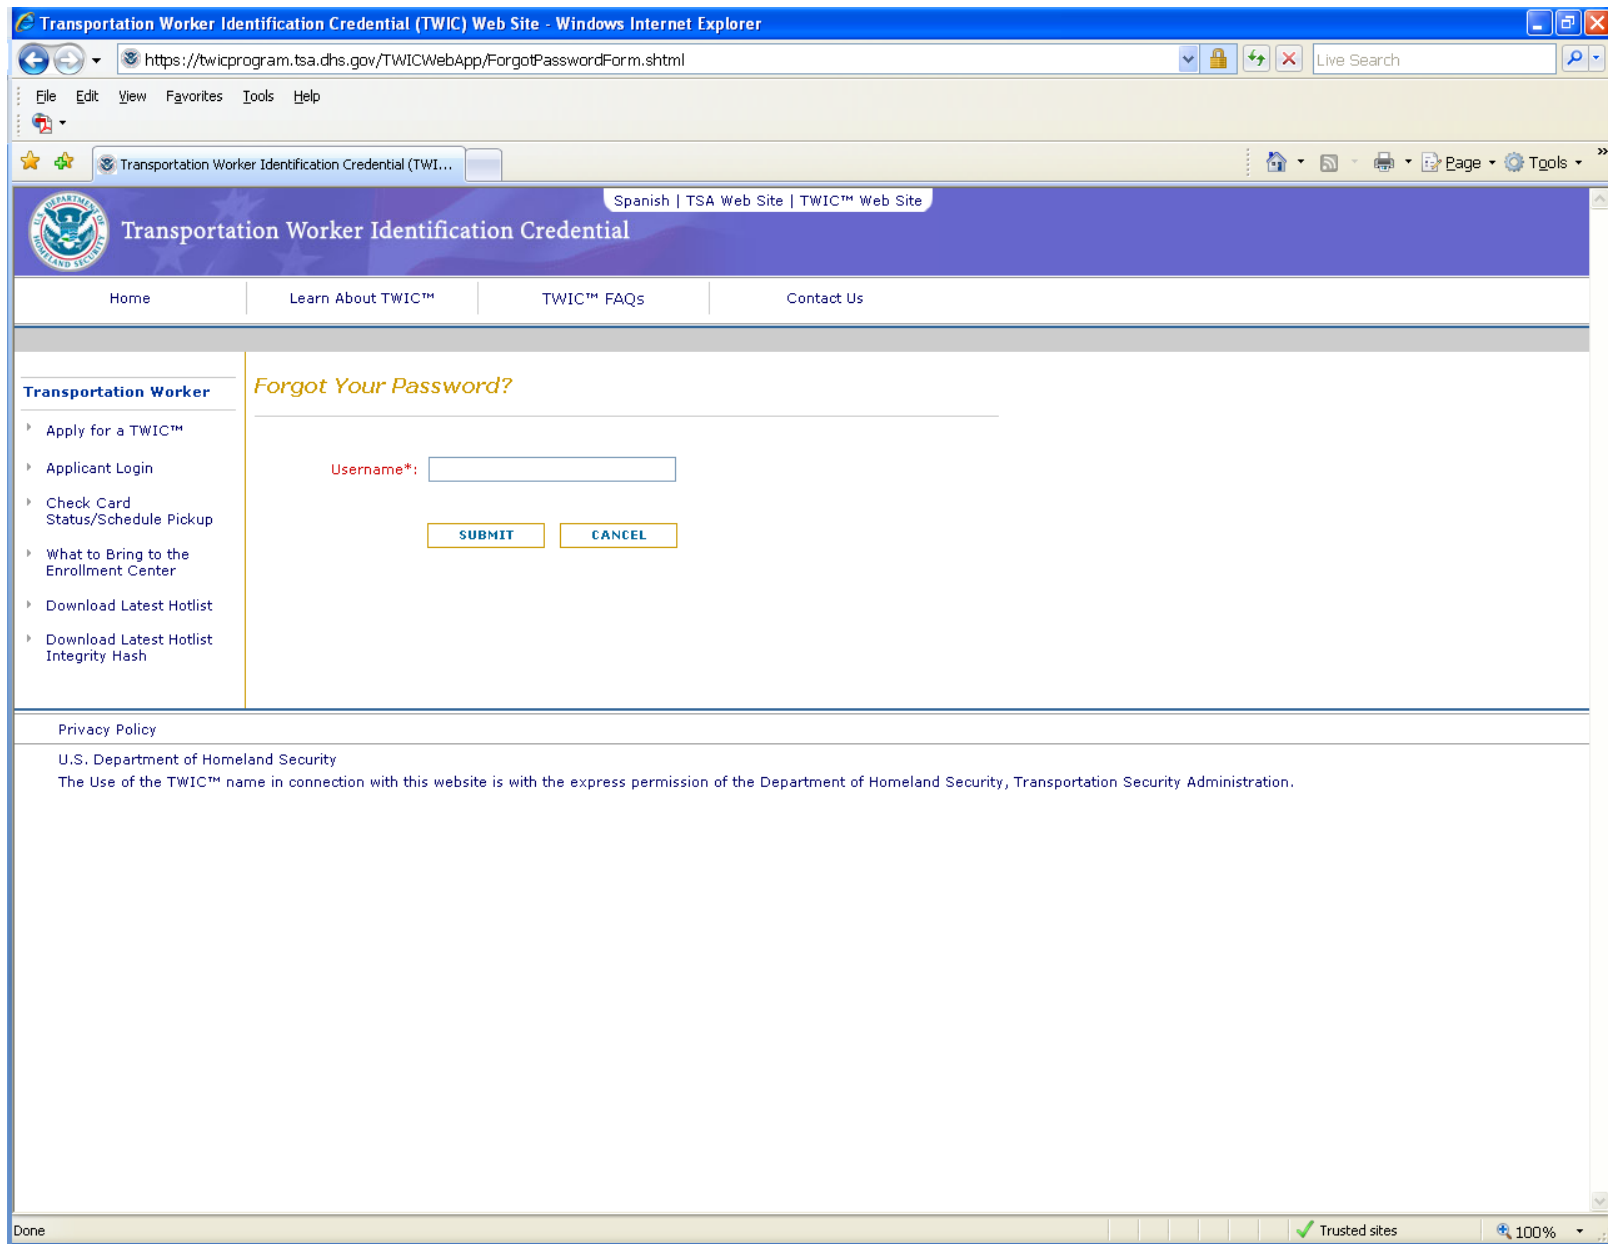 Transportation Worker Identification Credential (TWIC) Web Site - Windows Internet Explorer
https://twicprogram.tsa.dhs.gov/TWICWebApp/ForgotPasswordForm.shtml
Live Search
File Edit View Favorites Tools Help
Transportation Worker Identification Credential (TWI...
Page Tools »
Spanish | TSA Web Site | TWIC™ Web Site
U.S. DEPARTMENT OF HOMELAND SECURITY
Transportation Worker Identification Credential
Home Learn About TWIC™ TWIC™ FAQs Contact Us
Transportation Worker
Apply for a TWIC™
Applicant Login
Check Card
Status/Schedule Pickup
What to Bring to the
Enrollment Center
Download Latest Hotlist
Download Latest Hotlist
Integrity Hash
Forgot Your Password?
Username*:
SUBMIT CANCEL
Privacy Policy
U.S. Department of Homeland Security
The Use of the TWIC™ name in connection with this website is with the express permission of the Department of Homeland Security, Transportation Security Administration.
Done Trusted sites 100%